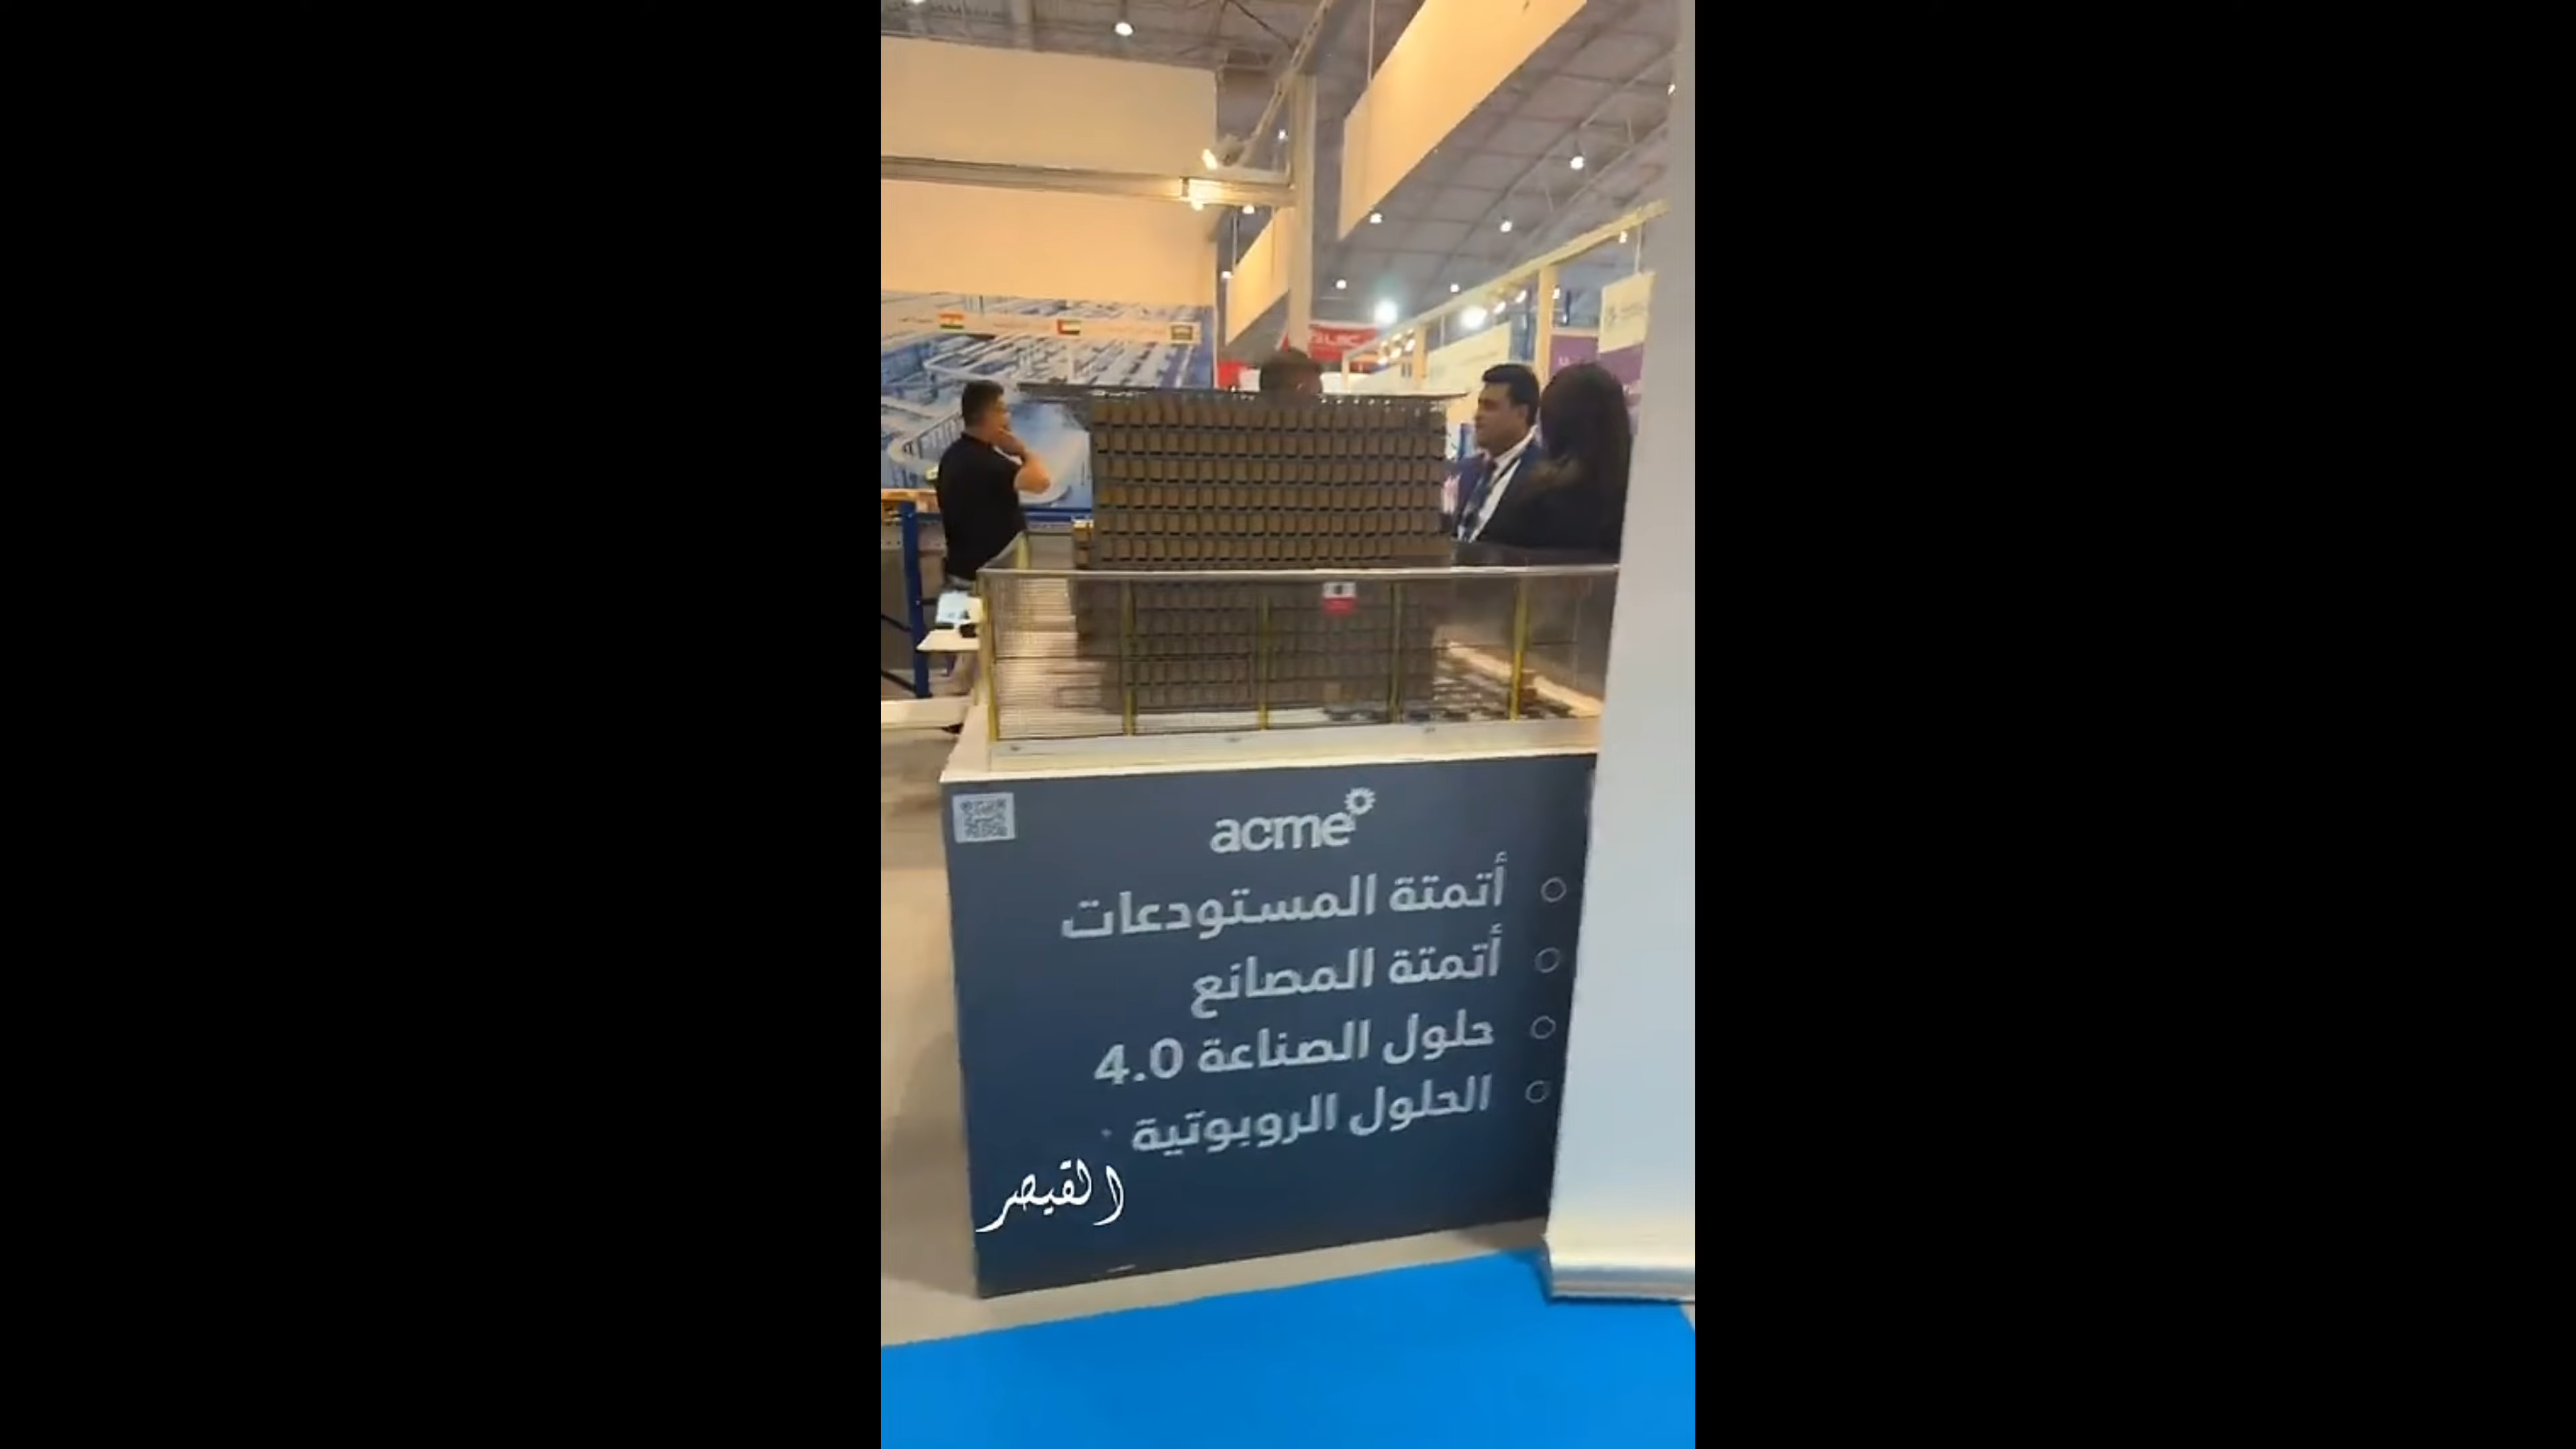 acme
أتمتة المستودعات
أتمتة المصانع
حلول الصناعة 4.0
الحلول الروبوتية
القيصر